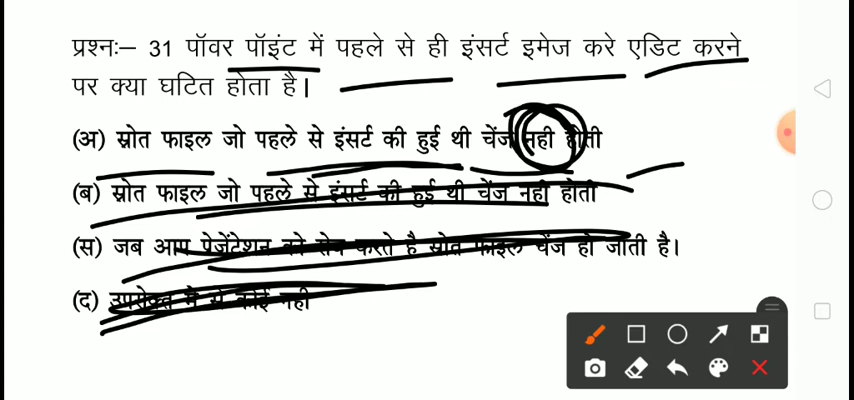 प्रश्नः– 31 पॉवर पॉइंट में पहले से ही इंसर्ट इमेज करे एडिट करने
पर क्या घटित होता है।
(अ) स्रोत फाइल जो पहले से इंसर्ट की हुई थी चेंज नही होती
(ब) स्रोत फाइल जो पहले से इंसर्ट की हुई थी चेंज नही होती
(स) जब आप प्रेजेंटेशन को सेव करते है स्रोत फाइल चेंज हो जाती है।
(द) उपरोक्त में से कोई नही